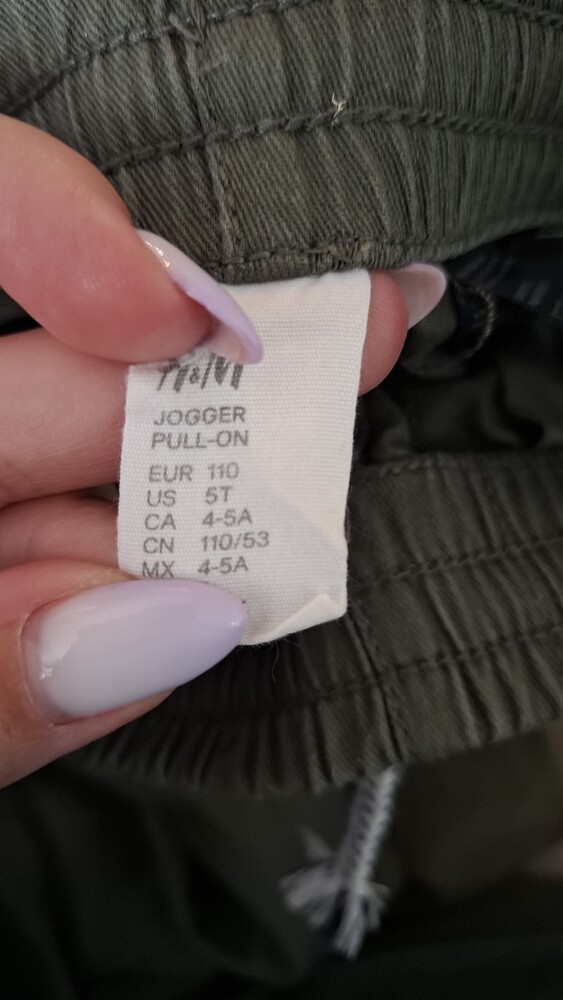 H&M
JOGGER
PULL-ON
EUR 110
US 5T
CA 4-5A
CN 110/53
MX 4-5A